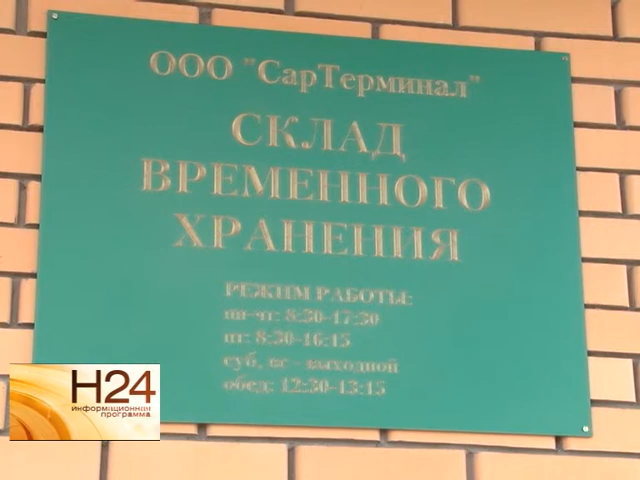 ООО "СарТерминал"
СКЛАД
ВРЕМЕННОГО
ХРАНЕНИЯ
РЕЖИМ РАБОТЫ:
пн-чт: 8:30-17:30
пт: 8:30-16:15
суб, вс - выходной
обед: 12:30-13:15
Н24
информационная
программа